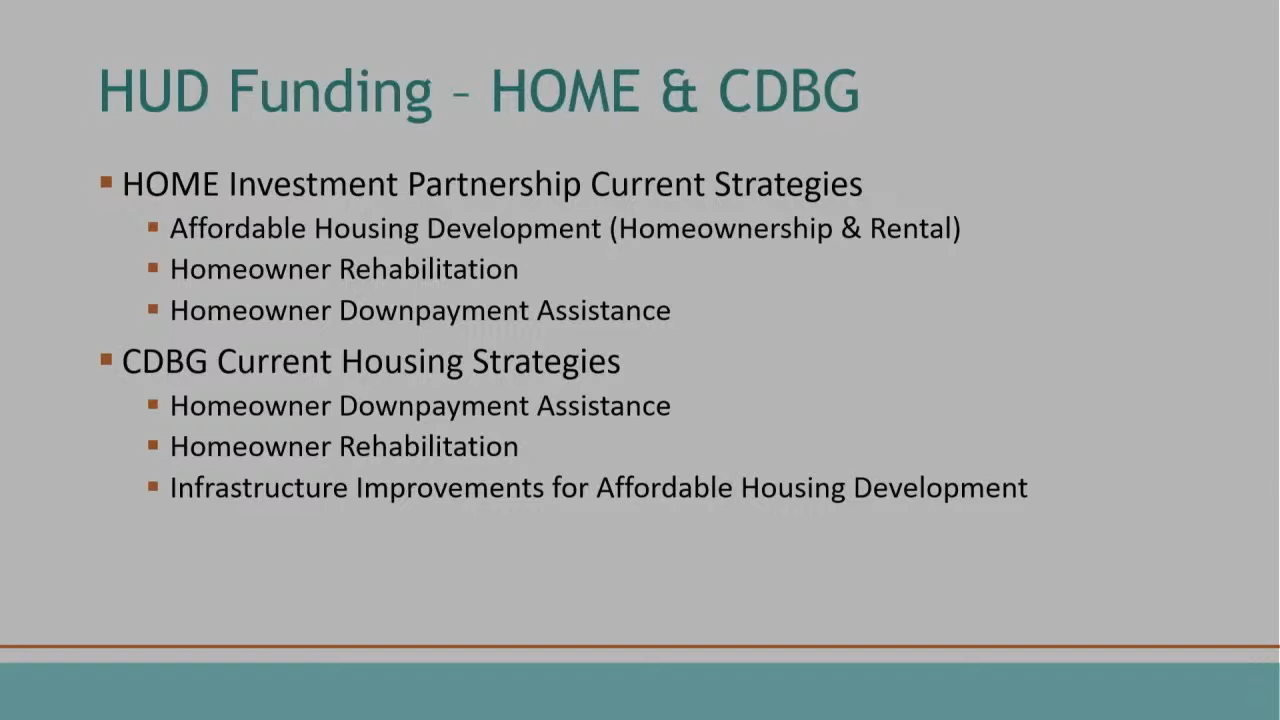 HUD Funding – HOME & CDBG
▪ HOME Investment Partnership Current Strategies
▪ Affordable Housing Development (Homeownership & Rental)
▪ Homeowner Rehabilitation
▪ Homeowner Downpayment Assistance
▪ CDBG Current Housing Strategies
▪ Homeowner Downpayment Assistance
▪ Homeowner Rehabilitation
▪ Infrastructure Improvements for Affordable Housing Development